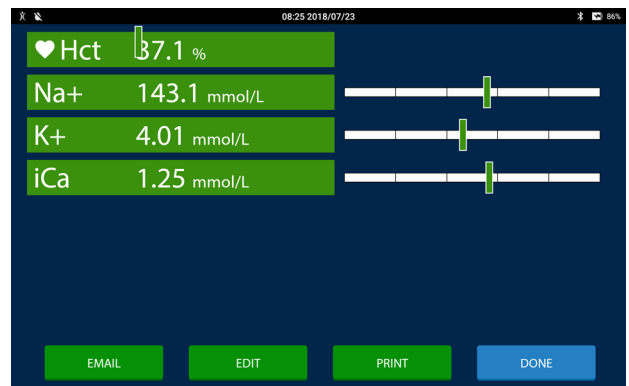 08:25 2018/07/23 86%
Hct 37.1 %
Na+ 143.1 mmol/L
K+ 4.01 mmol/L
iCa 1.25 mmol/L
EMAIL EDIT PRINT DONE